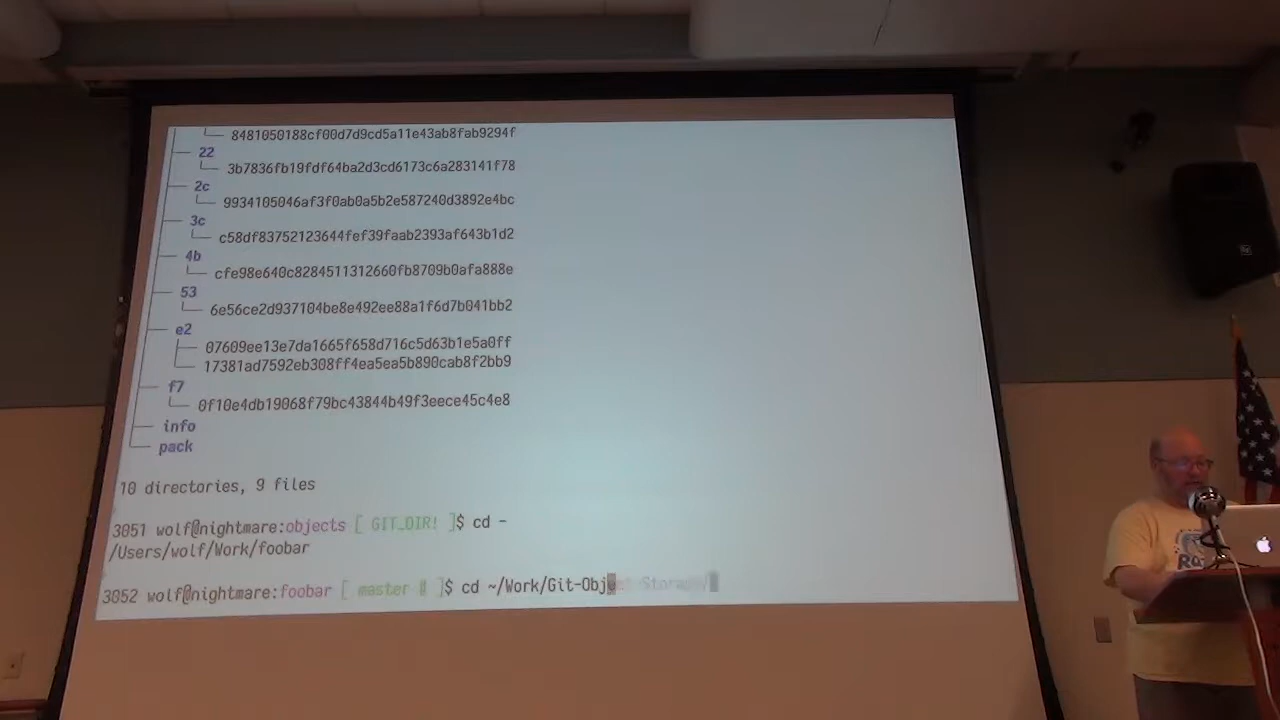 8481050188cf00d7d9cd5a11e43ab8fab9294f
22
3b7836fb19fdf64ba2d3cd6173c6a283141f78
2c
9934105046af3f0ab0a5b2e587240d3892e4bc
3c
c58df83752123644fef39faab2393af643b1d2
4b
cfe98e640c8284511312660fb8709b0afa888e
53
6e56ce2d937104be8e492ee88a1f6d7b041bb2
e2
07609ee13e7da1665f658d716c5d63b1e5a0ff
17381ad7592eb308ff4ea5ea5b890cab8f2bb9
f7
0f10e4db19068f79bc43844b49f3eece45c4e8
info
pack
10 directories, 9 files
3051 wolf@nightmare:objects [ GIT_DIR! ]$ cd -
/Users/wolf/Work/foobar
3052 wolf@nightmare:foobar [ master # ]$ cd ~/Work/Git-Object-Storage/